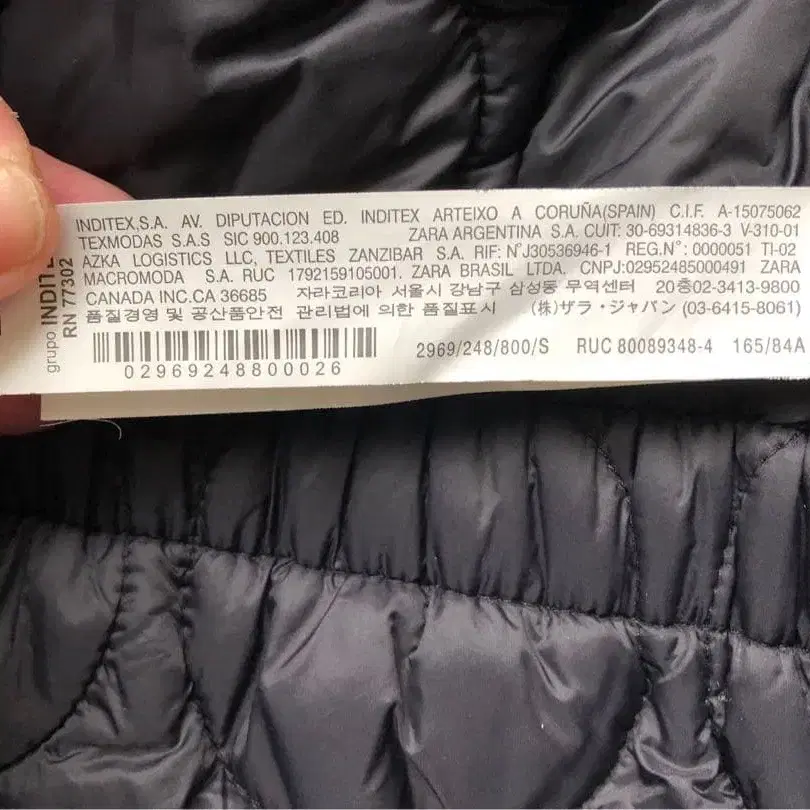 grupo INDITE
RN 77302
INDITEX,S.A. AV. DIPUTACION ED. INDITEX ARTEIXO A CORUÑA(SPAIN) C.I.F. A-15075062
TEXMODAS S.A.S SIC 900.123.408 ZARA ARGENTINA S.A. CUIT: 30-69314836-3 V-310-01
AZKA LOGISTICS LLC, TEXTILES ZANZIBAR S.A. RIF: N°J30536946-1 REG.N°: 0000051 TI-02
MACROMODA S.A. RUC 1792159105001. ZARA BRASIL LTDA. CNPJ:02952485000491 ZARA
CANADA INC.CA 36685 자라코리아 서울시 강남구 삼성동 무역센터 20층02-3413-9800
품질경영 및 공산품안전 관리법에 의한 품질표시 (株)ザラ・ジャパン (03-6415-8061)
02969248800026 2969/248/800/S RUC 80089348-4 165/84A